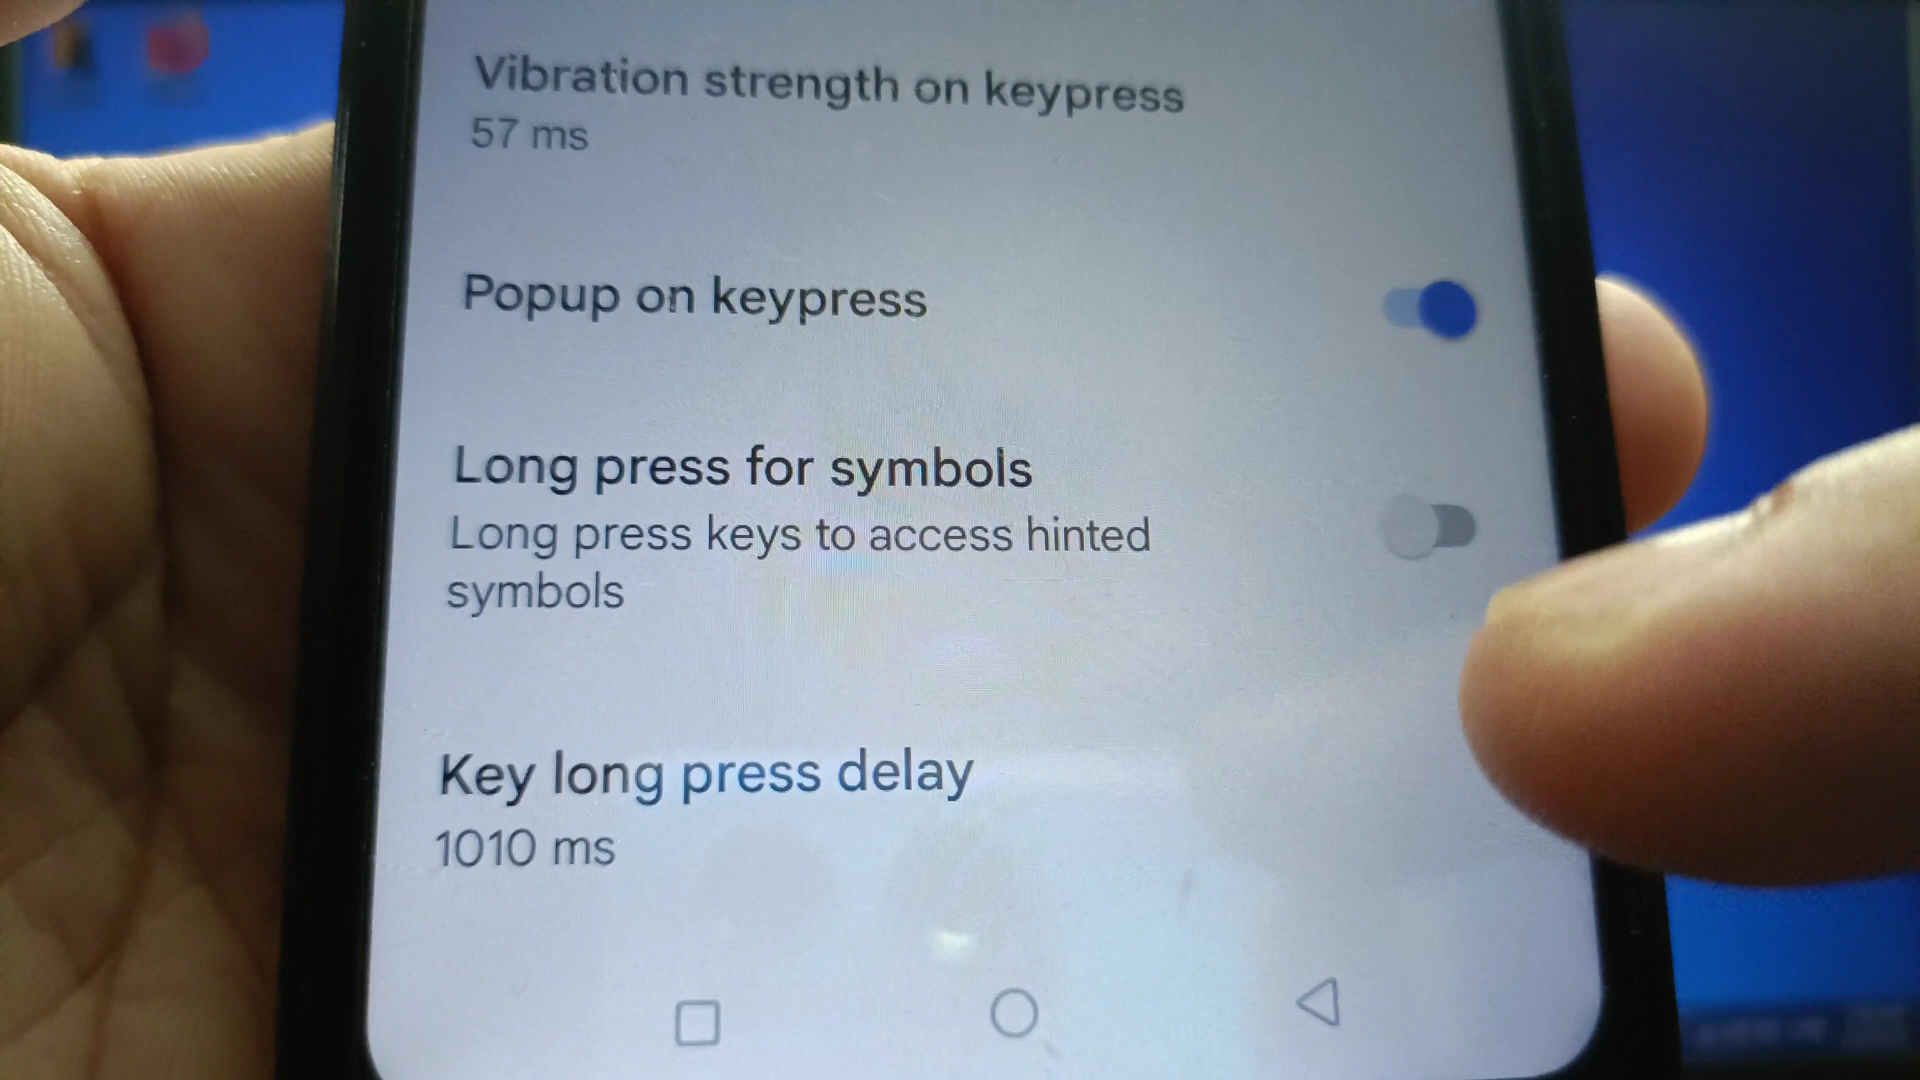 Vibration strength on keypress
57 ms
Popup on keypress
Long press for symbols
Long press keys to access hinted
symbols
Key long press delay
1010 ms